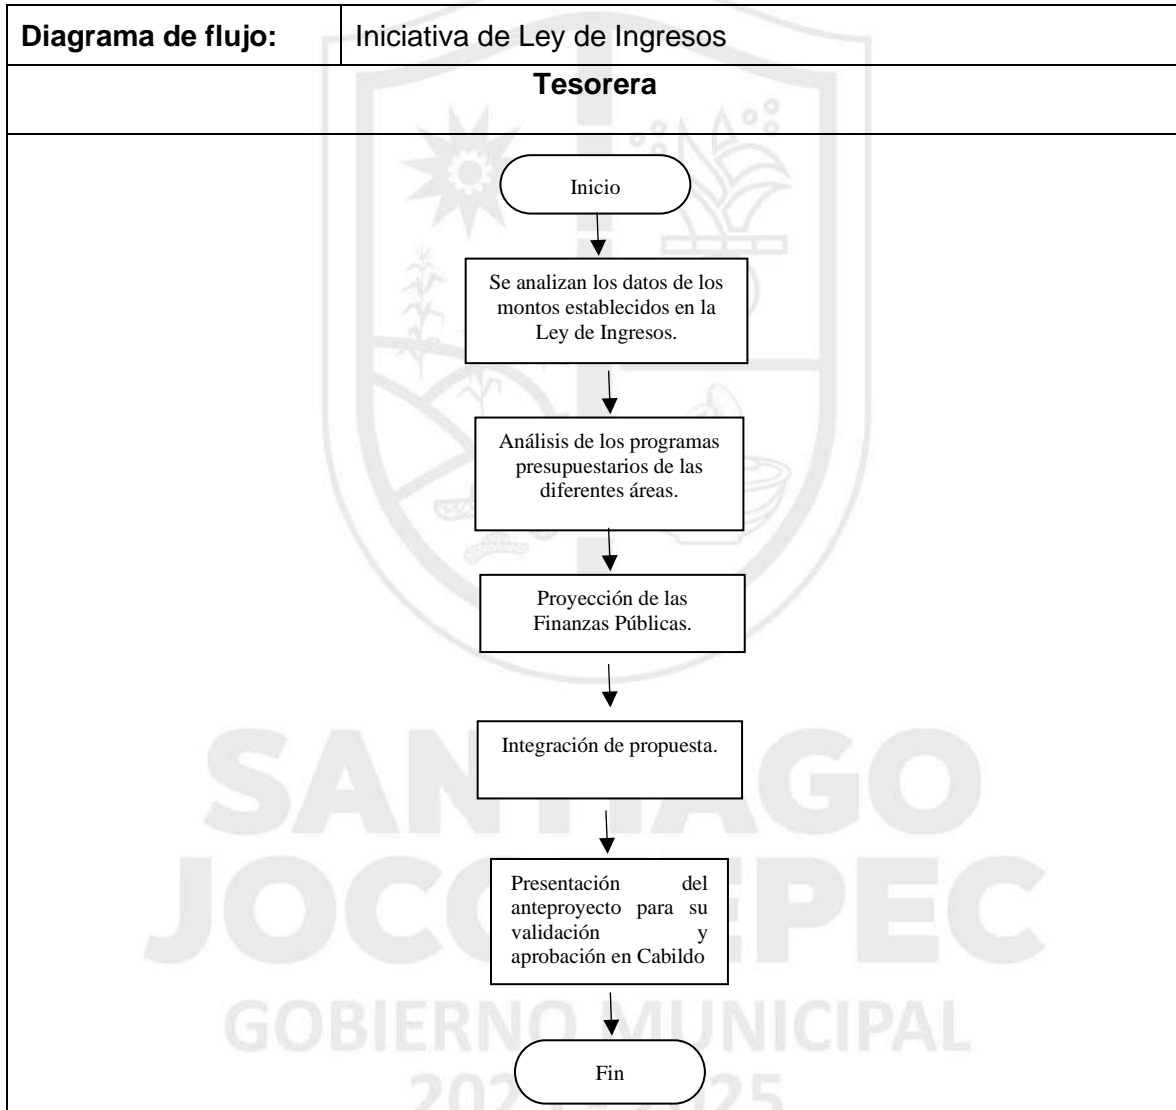 Diagrama de flujo: Iniciativa de Ley de Ingresos
Tesorera
Inicio
Se analizan los datos de los
montos establecidos en la
Ley de Ingresos.
Análisis de los programas
presupuestarios de las
diferentes áreas.
Proyección de las
Finanzas Públicas.
Integración de propuesta.
Presentación del
anteproyecto para su
validación y
aprobación en Cabildo
Fin
SANTIAGO
JOCOTEPEC
GOBIERNO MUNICIPAL
2023 - 2025